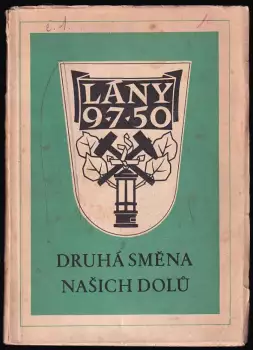 LÁNY
9·7·50
DRUHÁ SMĚNA
NAŠICH DOLŮ